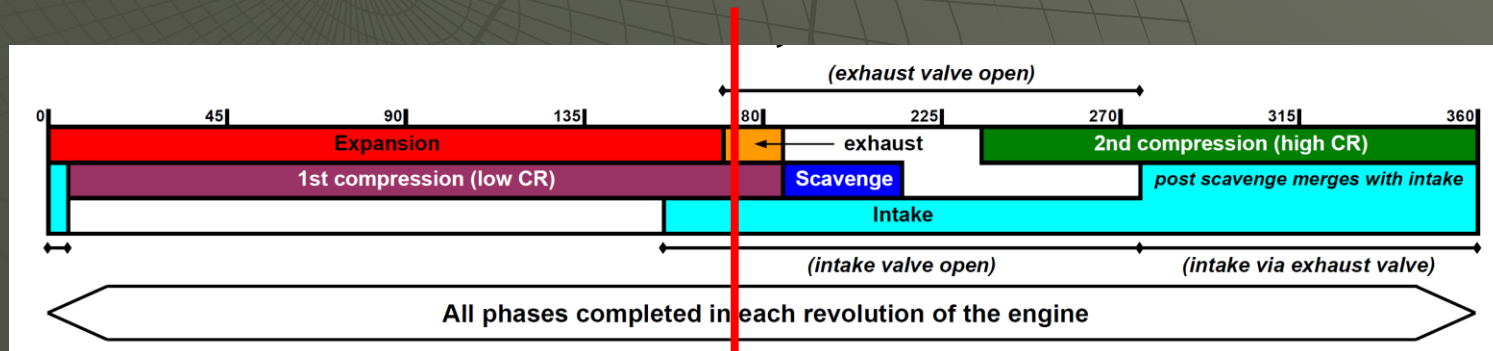 (exhaust valve open)
0 45 90 135 80 225 270 315 360
Expansion exhaust 2nd compression (high CR)
1st compression (low CR) Scavenge post scavenge merges with intake
Intake
(intake valve open) (intake via exhaust valve)
All phases completed in each revolution of the engine